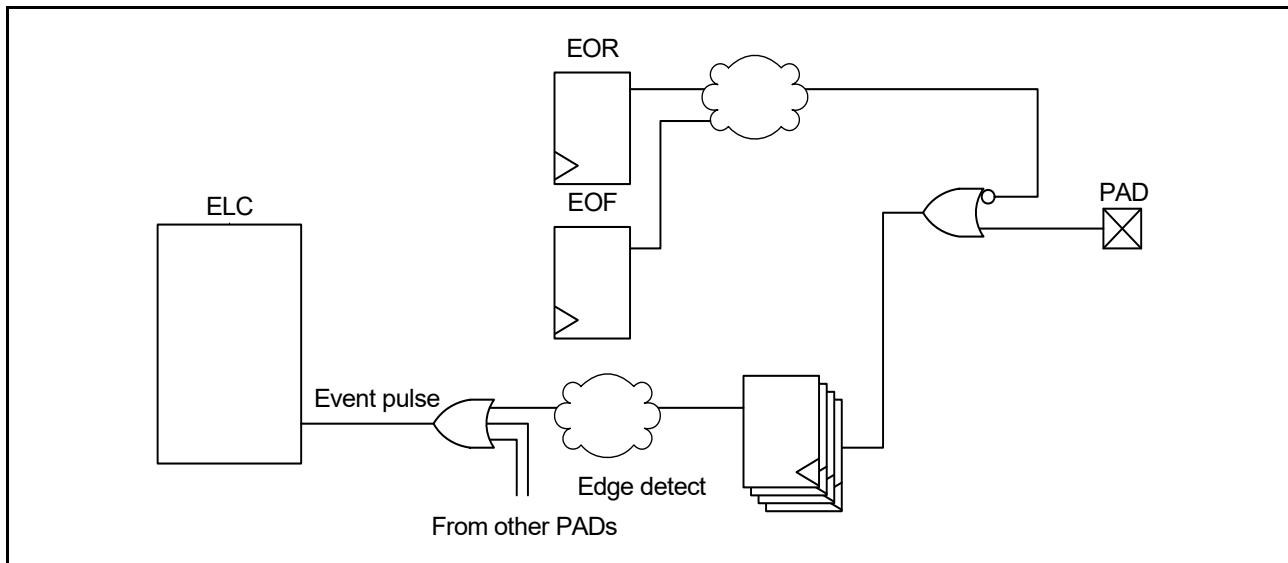 EOR
PAD
EOF
ELC
Event pulse
Edge detect
From other PADs